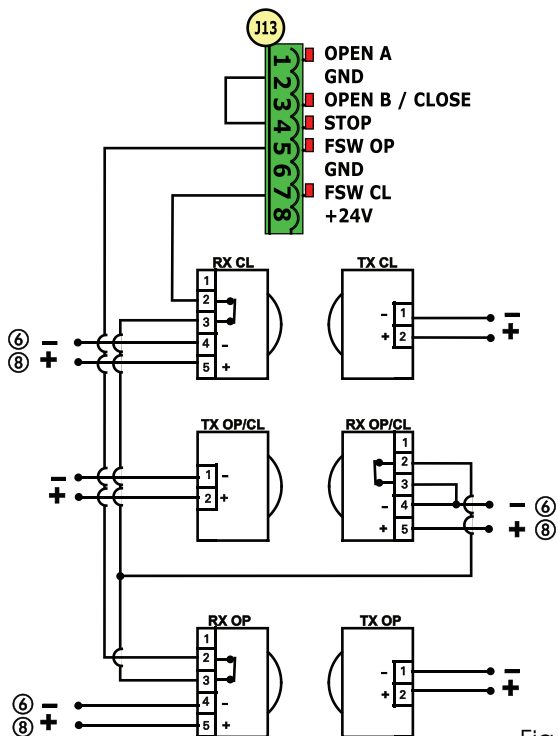 J13
1 OPEN A
2 GND
3 OPEN B / CLOSE
4 STOP
5 FSW OP
6 GND
7 FSW CL
8 +24V
RX CL
1
2
3
⑥ − 4 -
⑧ + 5 +
TX CL
- 1 −
+ 2 +
TX OP/CL
− 1 -
+ 2 +
RX OP/CL
1
2
3
- 4 − ⑥
+ 5 + ⑧
RX OP
1
2
3
⑥ − 4 -
⑧ + 5 +
TX OP
- 1 −
+ 2 +
Fig